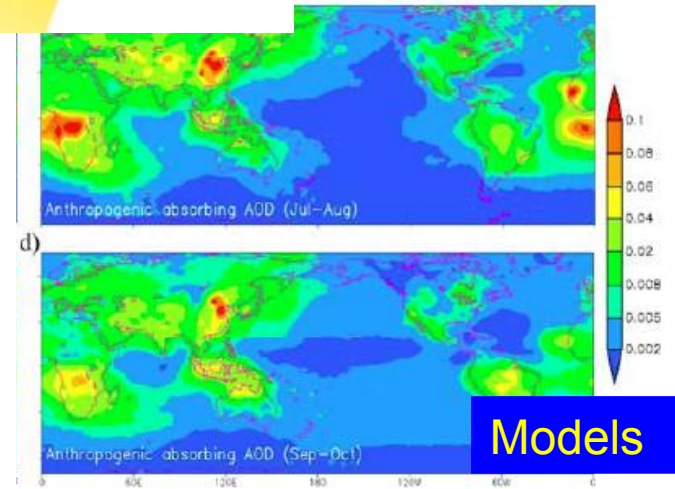 Anthropogenic absorbing AOD (Jul-Aug)
0.1
0.08
0.06
0.04
0.02
0.008
0.005
0.002
d)
Anthropogenic absorbing AOD (Sep-Oct)
Models
0 60E 120E 180 120W 60W 0